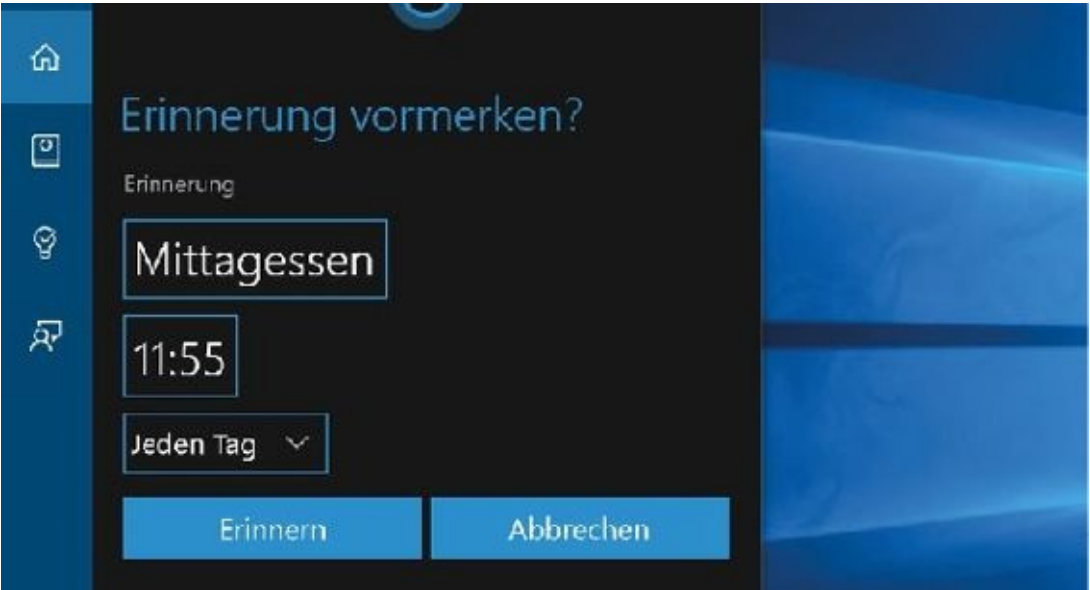 Erinnerung vormerken?
Erinnerung
Mittagessen
11:55
Jeden Tag
Erinnern Abbrechen